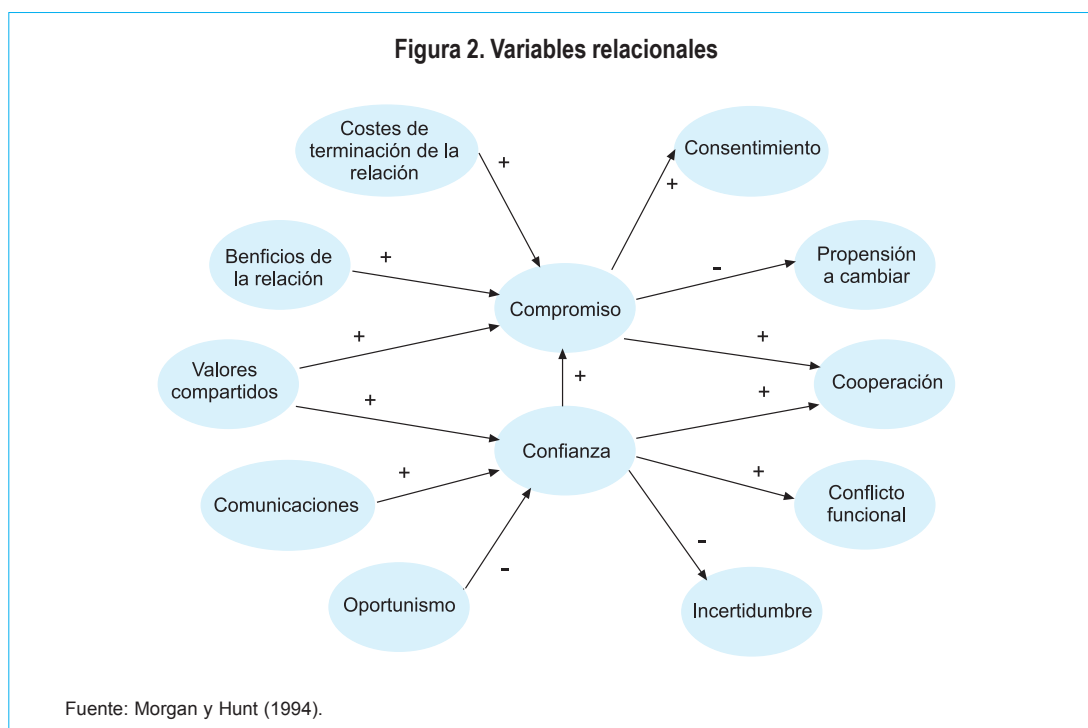 Figura 2. Variables relacionales
Costes de
terminación de la
relación
+
Consentimiento
+
Benficios de
la relación
+
Propensión
a cambiar
-
Compromiso
Valores
compartidos
+
+
+
Cooperación
+
+
Confianza
Comunicaciones
+
Conflicto
funcional
+
Oportunismo
-
Incertidumbre
-
Fuente: Morgan y Hunt (1994).